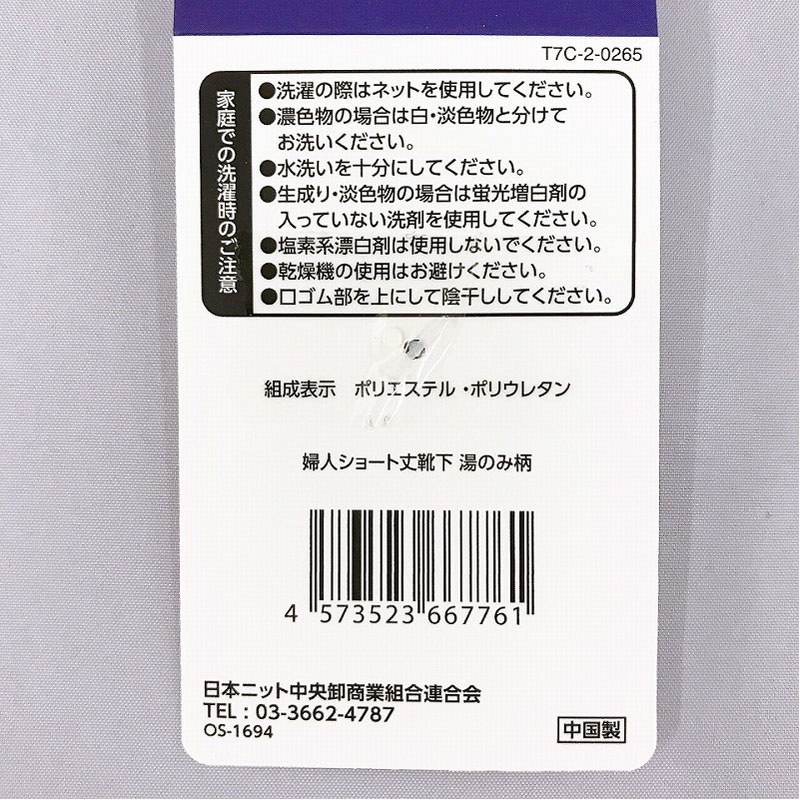 T7C-2-0265
家庭での洗濯時のご注意
●洗濯の際はネットを使用してください。
●濃色物の場合は白・淡色物と分けて
お洗いください。
●水洗いを十分にしてください。
●生成り・淡色物の場合は蛍光増白剤の
入っていない洗剤を使用してください。
●塩素系漂白剤は使用しないでください。
●乾燥機の使用はお避けください。
●口ゴム部を上にして陰干ししてください。
組成表示 ポリエステル・ポリウレタン
婦人ショート丈靴下 湯のみ柄
4 573523 667761
日本ニット中央卸商業組合連合会
TEL : 03-3662-4787
OS-1694
中国製